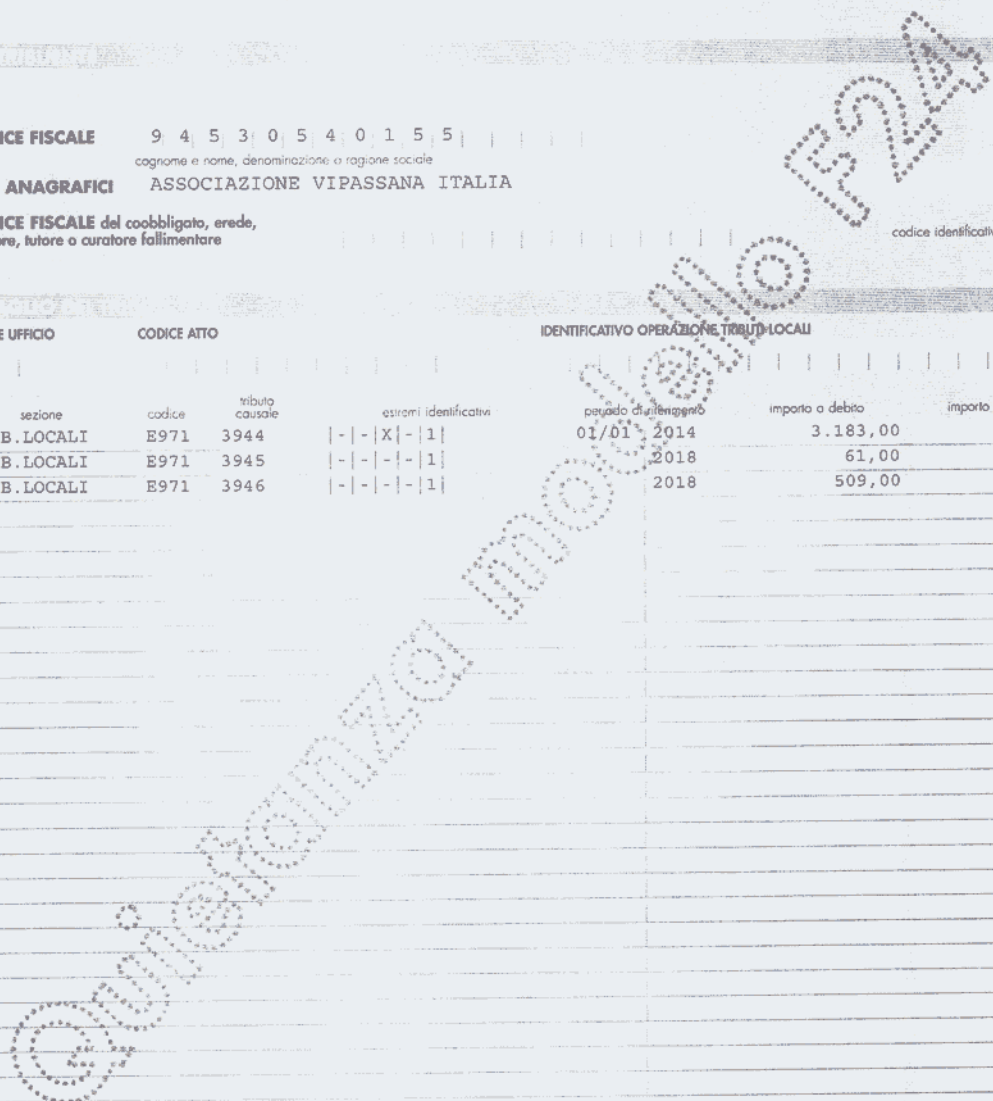 ICE FISCALE 9 4 5 3 0 5 4 0 1 5 5
cognome e nome, denominazione o ragione sociale
ANAGRAFICI ASSOCIAZIONE VIPASSANA ITALIA
ICE FISCALE del coobbligato, erede,
ore, tutore o curatore fallimentare
codice identificativ
E UFFICIO CODICE ATTO IDENTIFICATIVO OPERAZIONE TRIBUTI LOCALI
sezione codice tributo causale estremi identificativi periodo di riferimento importo a debito importo
B.LOCALI E971 3944 |-|-|X|-|1| 01/01 2014 3.183,00
B.LOCALI E971 3945 |-|-|-|-|1| 2018 61,00
B.LOCALI E971 3946 |-|-|-|-|1| 2018 509,00
Quietanza modello F24